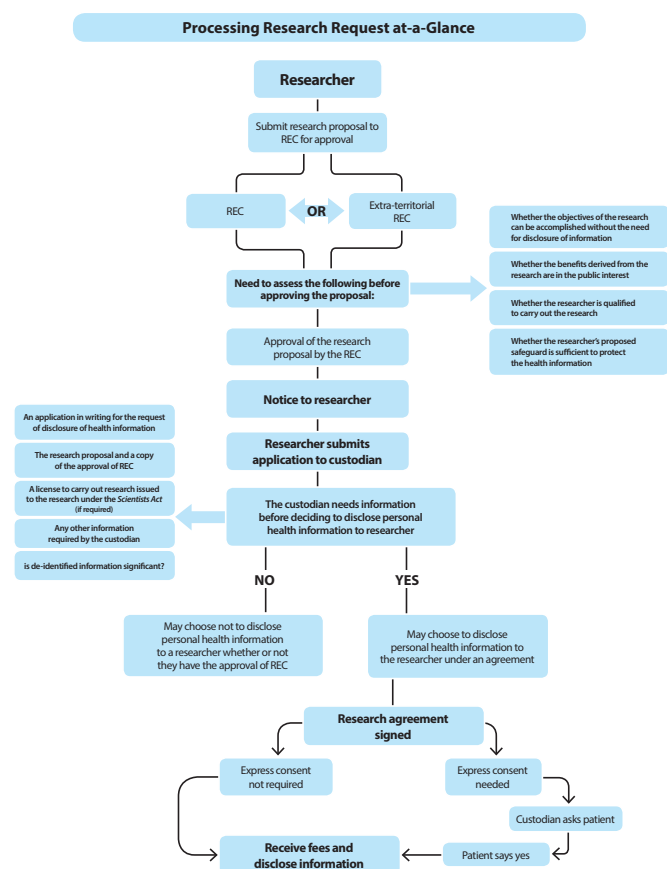 Processing Research Request at-a-Glance
Researcher
Submit research proposal to
REC for approval
REC
OR
Extra-territorial
REC
Need to assess the following before
approving the proposal:
Whether the objectives of the research
can be accomplished without the need
for disclosure of information
Whether the benefits derived from the
research are in the public interest
Whether the researcher is qualified
to carry out the research
Whether the researcher's proposed
safeguard is sufficient to protect
the health information
Approval of the research
proposal by the REC
Notice to researcher
Researcher submits
application to custodian
The custodian needs information
before deciding to disclose personal
health information to researcher
An application in writing for the request
of disclosure of health information
The research proposal and a copy
of the approval of REC
A license to carry out research issued
to the research under the Scientists Act
(if required)
Any other information
required by the custodian
is de-identified information significant?
NO
YES
May choose not to disclose
personal health information
to a researcher whether or not
they have the approval of REC
May choose to disclose
personal health information to
the researcher under an agreement
Research agreement
signed
Express consent
not required
Express consent
needed
Custodian asks patient
Patient says yes
Receive fees and
disclose information